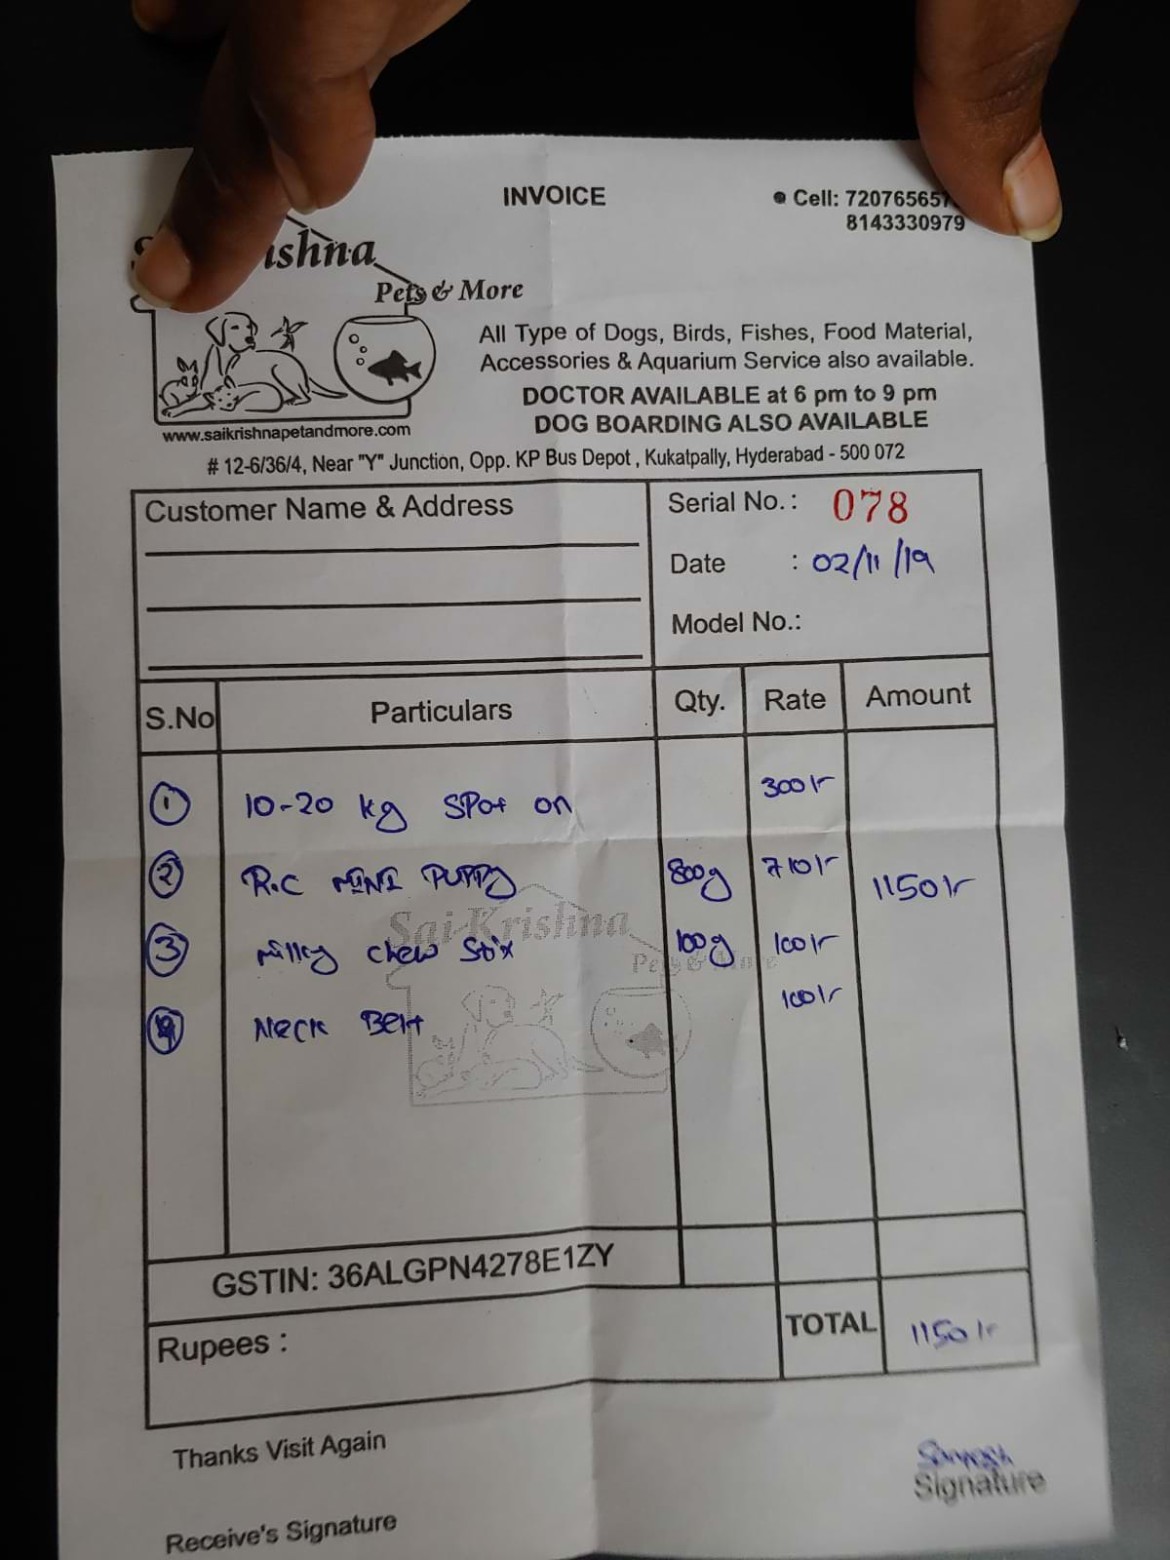 INVOICE
Cell: 720765657
8143330979
Pets & More
All Type of Dogs, Birds, Fishes, Food Material,
Accessories & Aquarium Service also available.
DOCTOR AVAILABLE at 6 pm to 9 pm
DOG BOARDING ALSO AVAILABLE
www.saikrishnapetandmore.com
# 12-6/36/4, Near "Y" Junction, Opp. KP Bus Depot , Kukatpally, Hyderabad - 500 072
Customer Name & Address
Serial No. : 078
Date : 02/11/19
Model No.:
S.No Particulars Qty. Rate Amount
1 10-20 kg SPot on 300/-
2 R.C MINI PUPPy 800g 710/- 1150/-
3 milky chew Stix 100g 100/-
4 Neck Belt 100/-
Sai Krishna
Pets & More
GSTIN: 36ALGPN4278E1ZY
Rupees :
TOTAL 1150/-
Thanks Visit Again
Signature
Receive's Signature